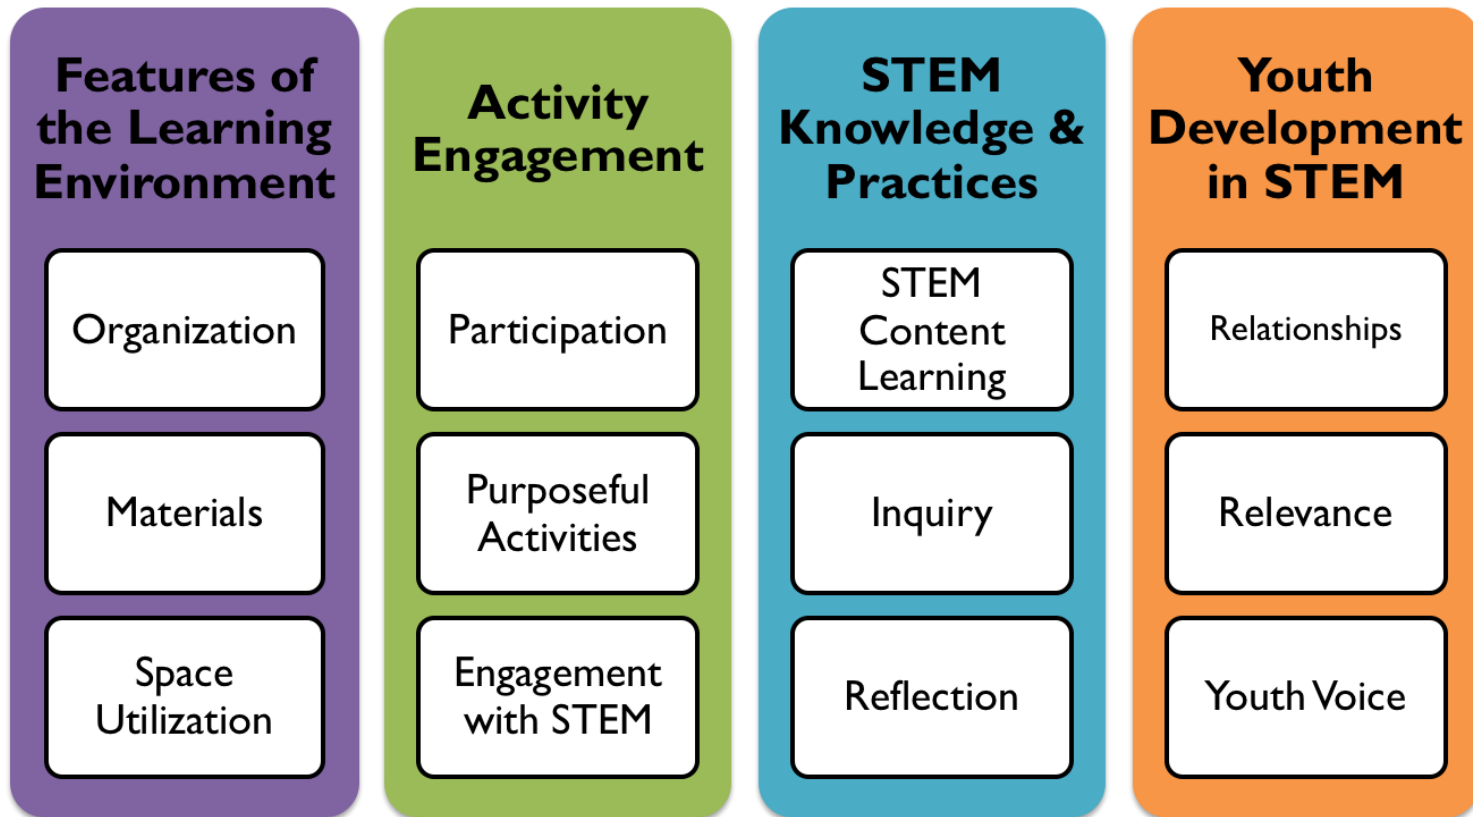 Features of
the Learning
Environment
Organization
Materials
Space
Utilization
Activity
Engagement
Participation
Purposeful
Activities
Engagement
with STEM
STEM
Knowledge &
Practices
STEM
Content
Learning
Inquiry
Reflection
Youth
Development
in STEM
Relationships
Relevance
Youth Voice